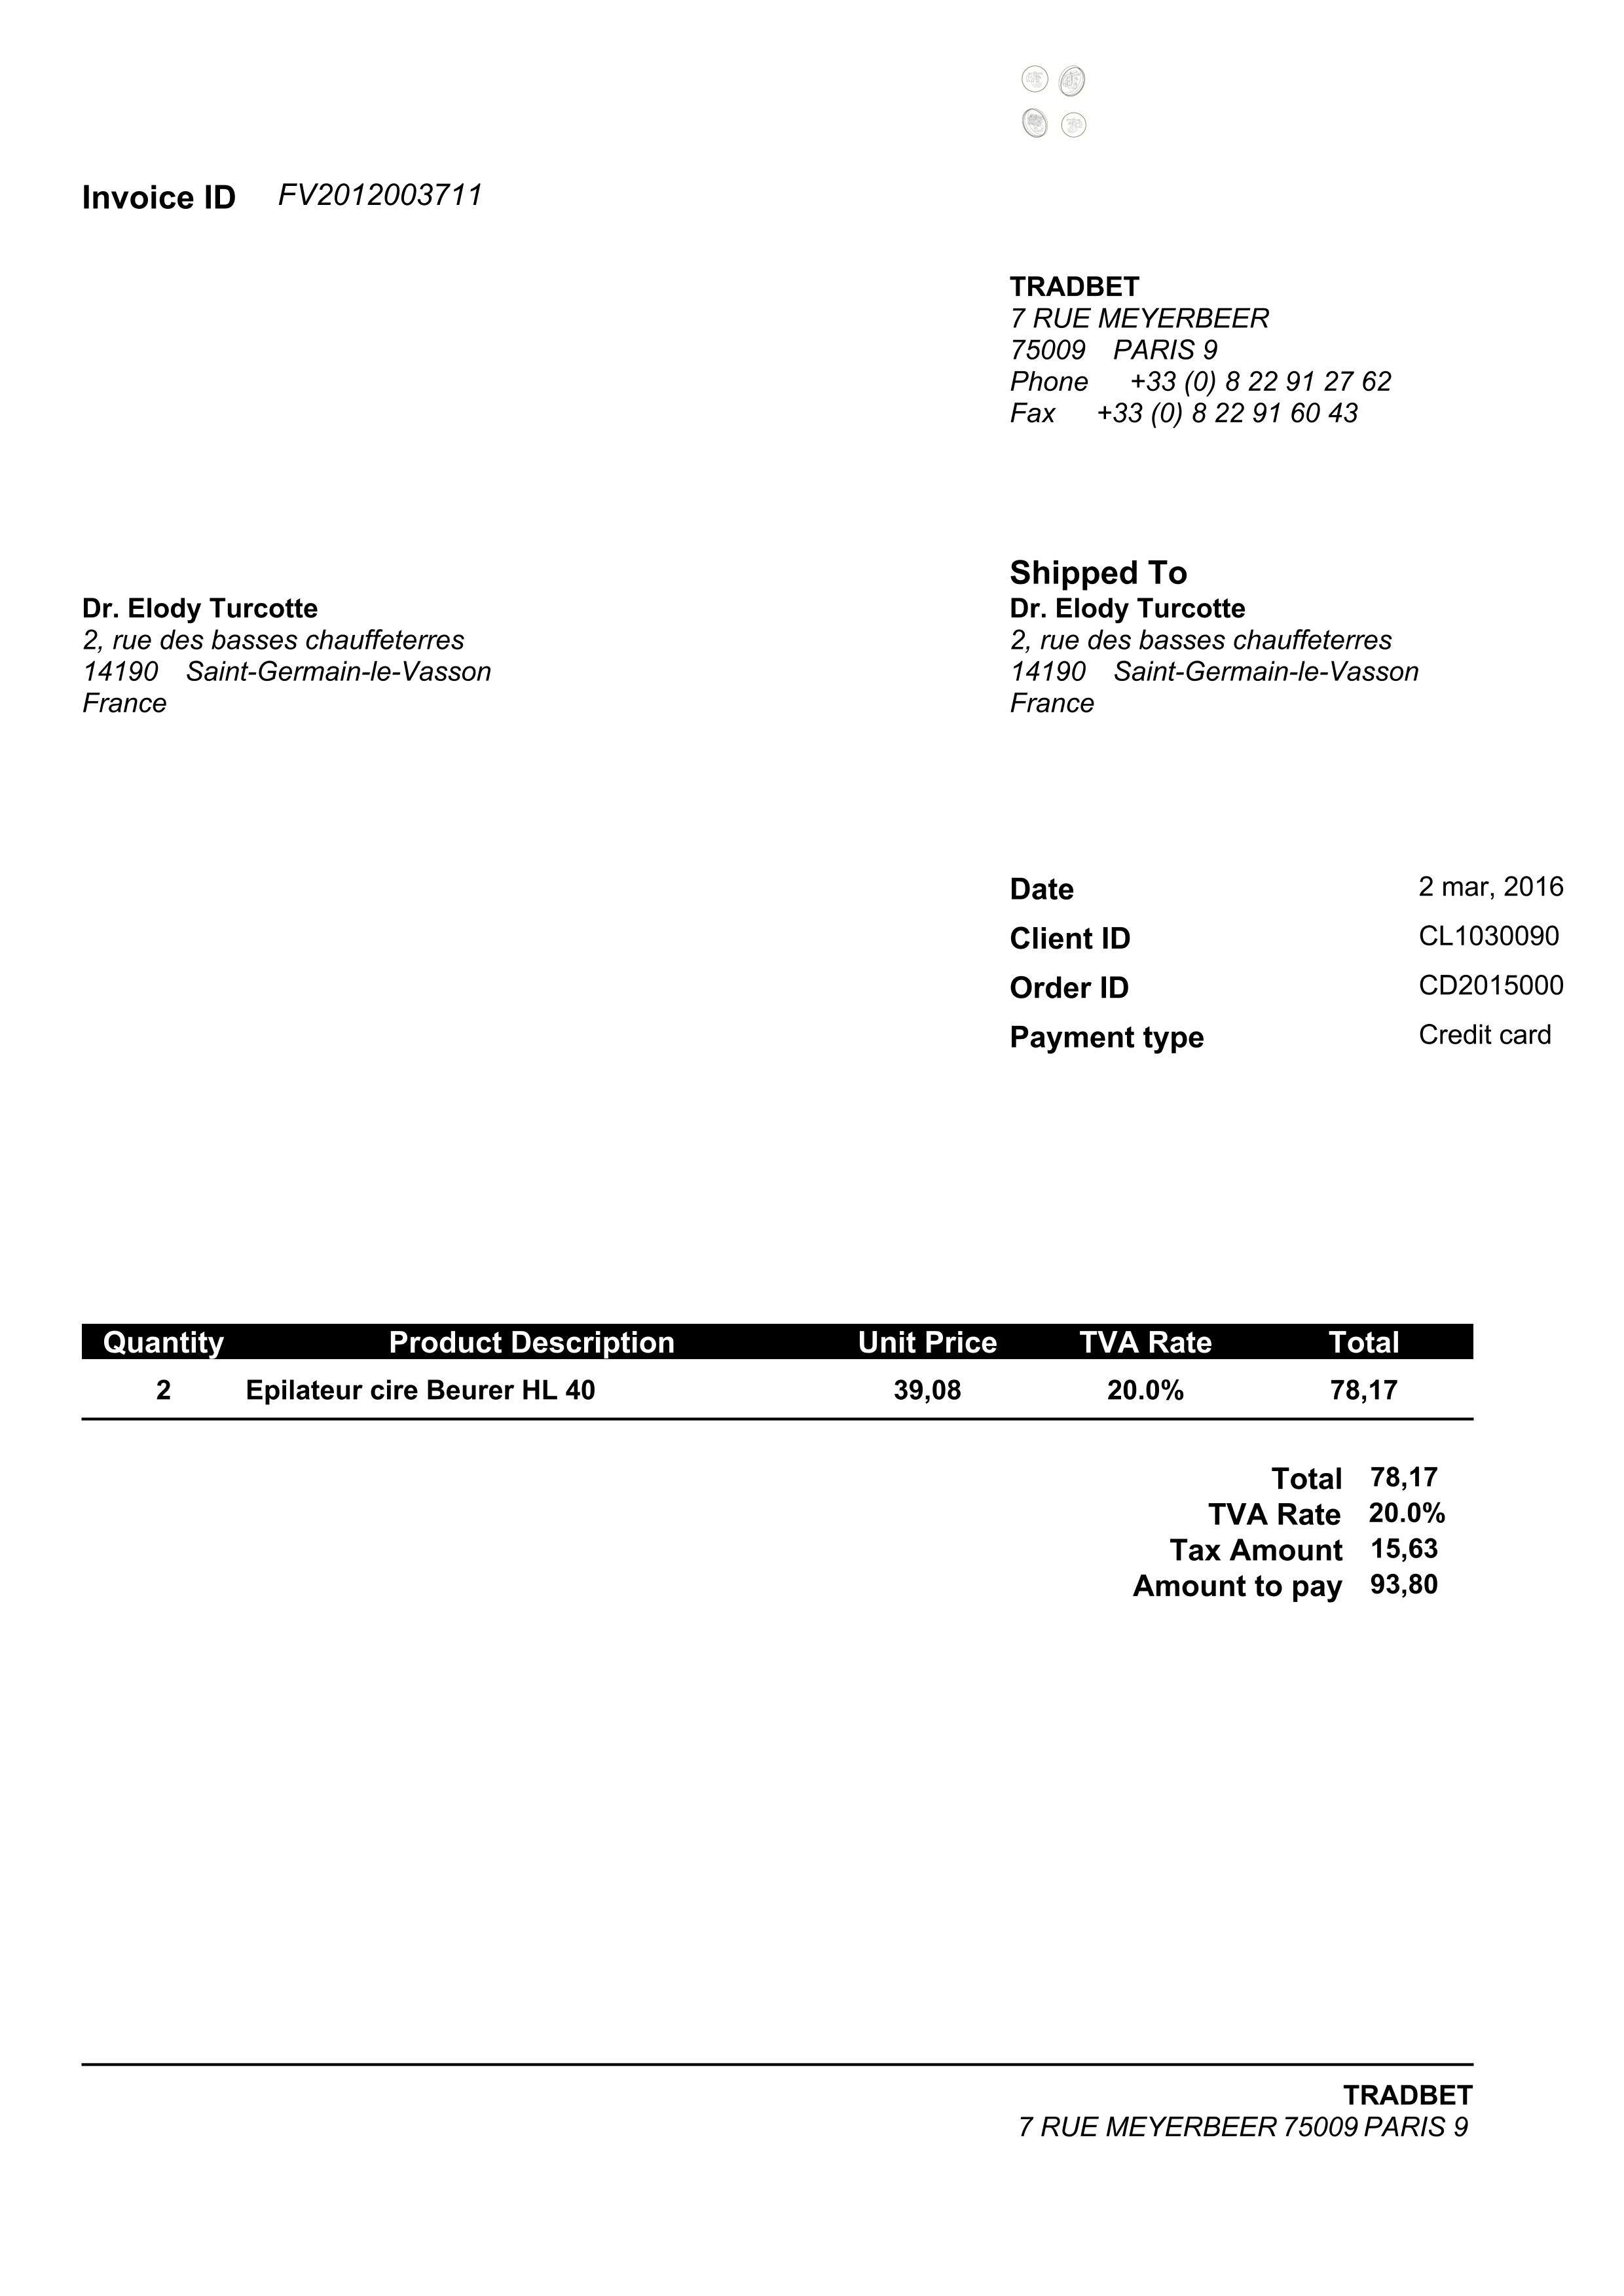 Invoice ID FV2012003711
TRADBET
7 RUE MEYERBEER
75009 PARIS 9
Phone +33 (0) 8 22 91 27 62
Fax +33 (0) 8 22 91 60 43
Dr. Elody Turcotte
2, rue des basses chauffeterres
14190 Saint-Germain-le-Vasson
France
Shipped To
Dr. Elody Turcotte
2, rue des basses chauffeterres
14190 Saint-Germain-le-Vasson
France
Date 2 mar, 2016
Client ID CL1030090
Order ID CD2015000
Payment type Credit card
Quantity Product Description Unit Price TVA Rate Total
2 Epilateur cire Beurer HL 40 39,08 20.0% 78,17
Total 78,17
TVA Rate 20.0%
Tax Amount 15,63
Amount to pay 93,80
TRADBET
7 RUE MEYERBEER 75009 PARIS 9